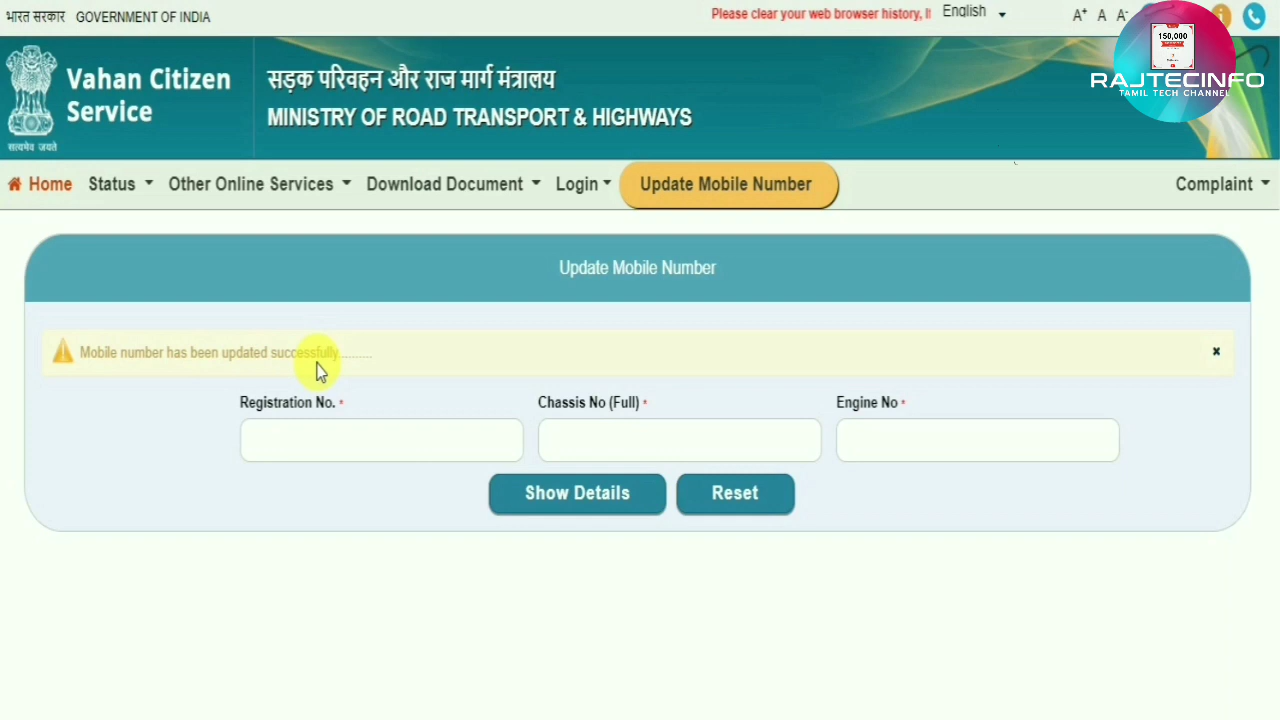 भारत सरकार GOVERNMENT OF INDIA
Please clear your web browser history,
English
A+ A A-
Vahan Citizen
Service
सत्यमेव जयते
सड़क परिवहन और राज मार्ग मंत्रालय
MINISTRY OF ROAD TRANSPORT & HIGHWAYS
150,000
RAJTECINFO
TAMIL TECH CHANNEL
Home Status Other Online Services Download Document Login Update Mobile Number Complaint
Update Mobile Number
Mobile number has been updated successfully..........
Registration No. * Chassis No (Full) * Engine No *
Show Details Reset